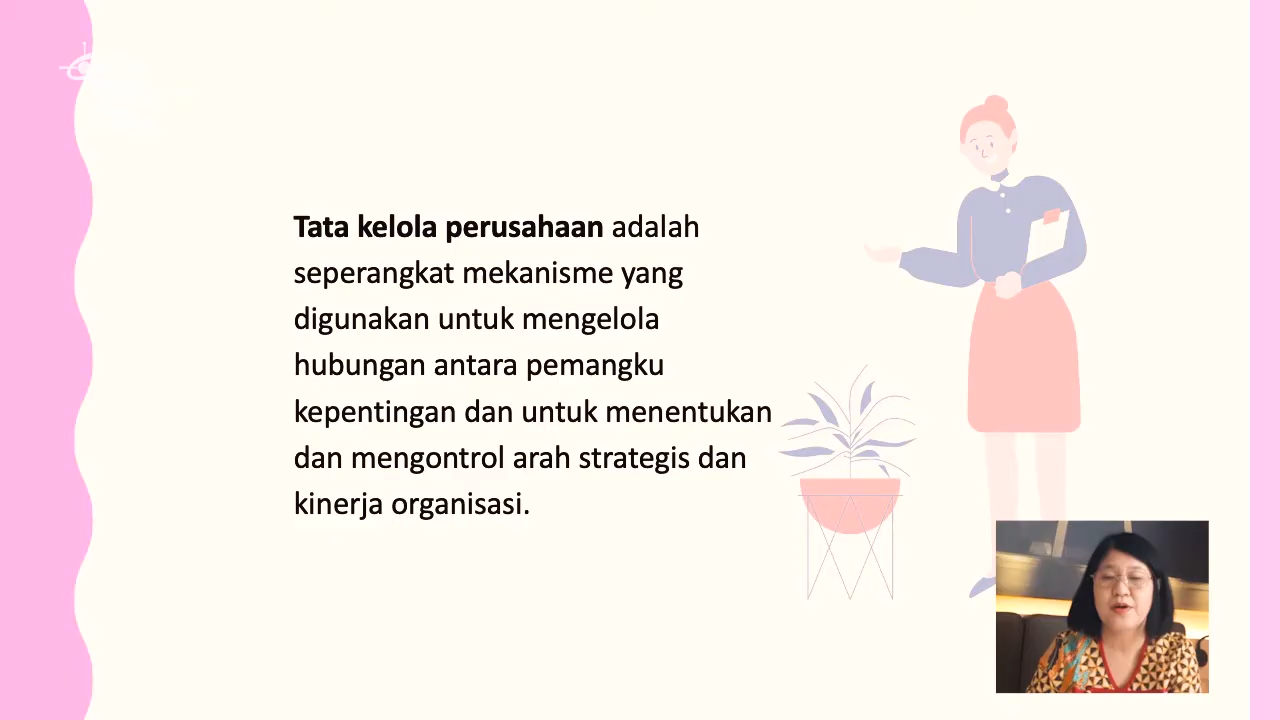 Tata kelola perusahaan adalah
seperangkat mekanisme yang
digunakan untuk mengelola
hubungan antara pemangku
kepentingan dan untuk menentukan
dan mengontrol arah strategis dan
kinerja organisasi.